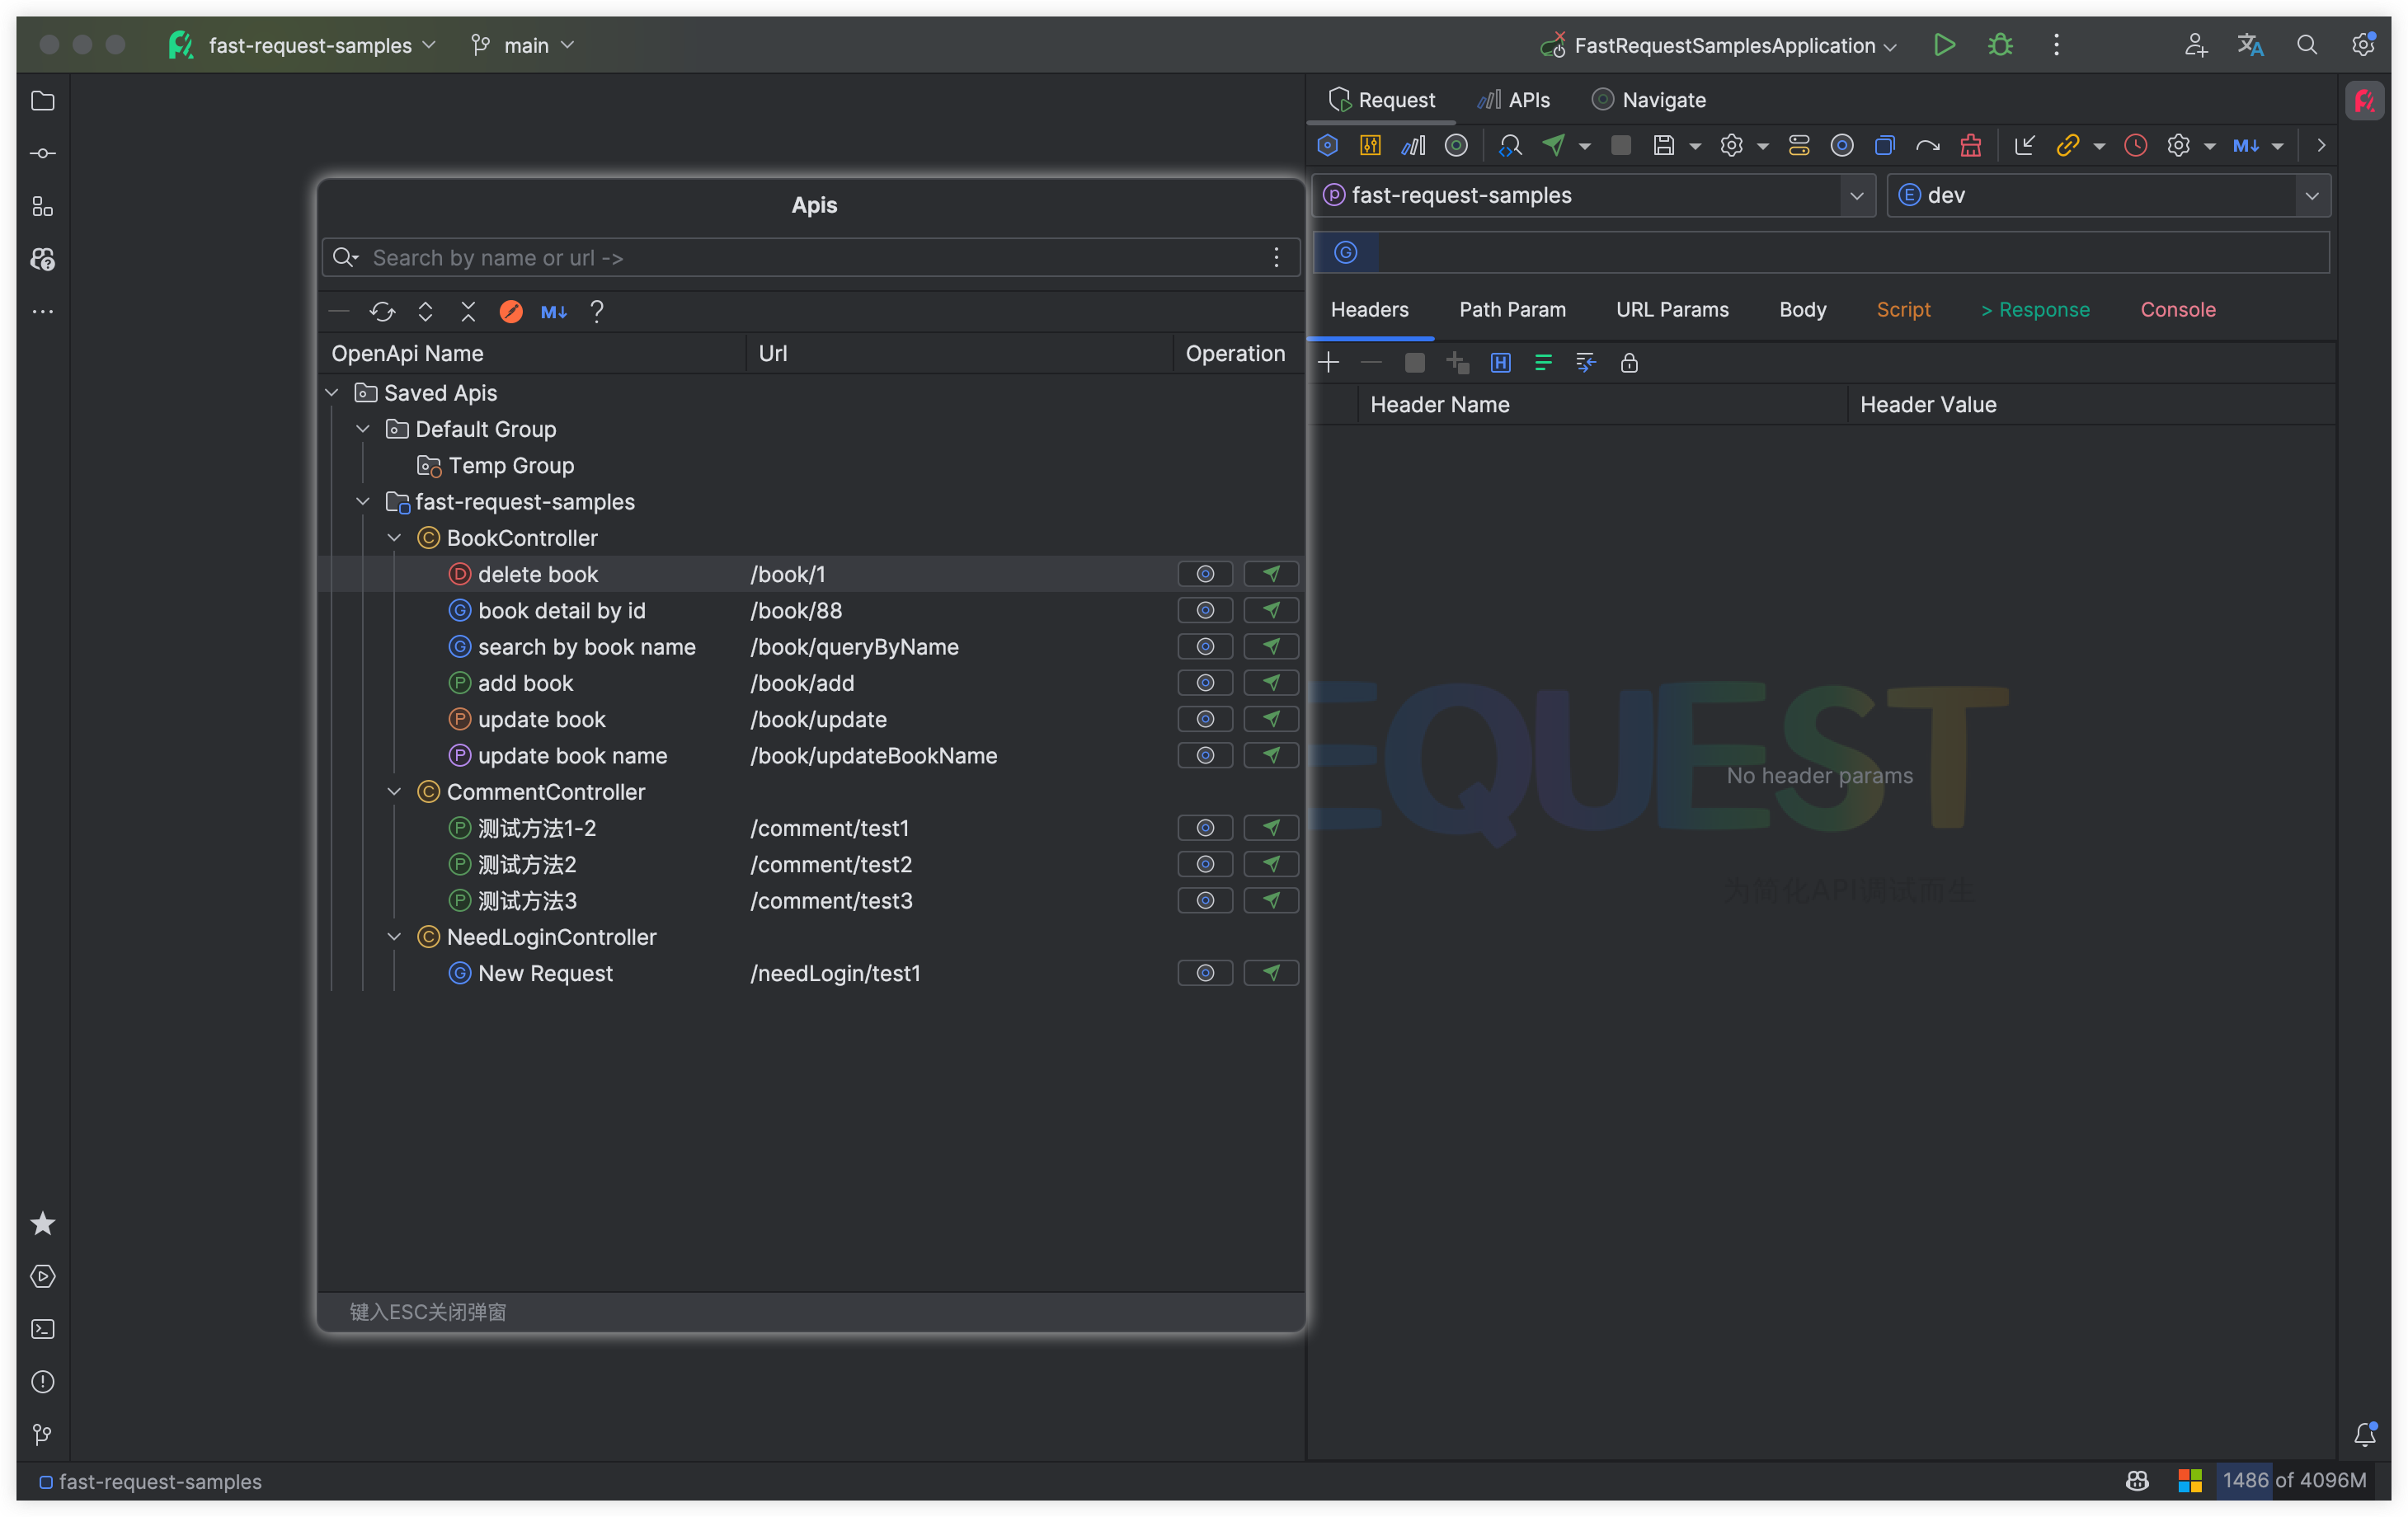 fast-request-samples
main
FastRequestSamplesApplication
Request
APIs
Navigate
M↓
fast-request-samples
dev
Headers
Path Param
URL Params
Body
Script
> Response
Console
Header Name
Header Value
EQUEST
No header params
为简化API调试而生
Apis
Search by name or url ->
M↓
OpenApi Name
Url
Operation
Saved Apis
Default Group
Temp Group
fast-request-samples
BookController
delete book /book/1
book detail by id /book/88
search by book name /book/queryByName
add book /book/add
update book /book/update
update book name /book/updateBookName
CommentController
测试方法1-2 /comment/test1
测试方法2 /comment/test2
测试方法3 /comment/test3
NeedLoginController
New Request /needLogin/test1
键入ESC关闭弹窗
fast-request-samples
1486 of 4096M